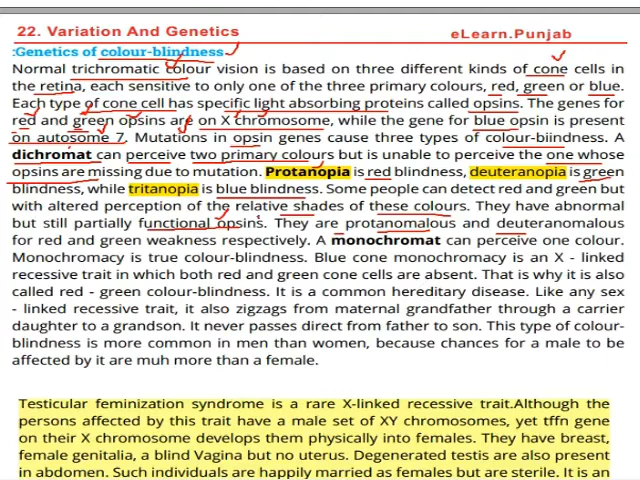 22. Variation And Genetics
eLearn.Punjab
:Genetics of colour-blindness
Normal trichromatic colour vision is based on three different kinds of cone cells in
the retina, each sensitive to only one of the three primary colours, red, green or blue.
Each type of cone cell has specific light absorbing proteins called opsins. The genes for
red and green opsins are on X chromosome, while the gene for blue opsin is present
on autosome 7. Mutations in opsin genes cause three types of colour-biindness. A
dichromat can perceive two primary colours but is unable to perceive the one whose
opsins are missing due to mutation. Protanopia is red blindness, deuteranopia is green
blindness, while tritanopia is blue blindness. Some people can detect red and green but
with altered perception of the relative shades of these colours. They have abnormal
but still partially functional opsins. They are protanomalous and deuteranomalous
for red and green weakness respectively. A monochromat can perceive one colour.
Monochromacy is true colour-blindness. Blue cone monochromacy is an X - linked
recessive trait in which both red and green cone cells are absent. That is why it is also
called red - green colour-blindness. It is a common hereditary disease. Like any sex
- linked recessive trait, it also zigzags from maternal grandfather through a carrier
daughter to a grandson. It never passes direct from father to son. This type of colour-
blindness is more common in men than women, because chances for a male to be
affected by it are muh more than a female.
Testicular feminization syndrome is a rare X-linked recessive trait.Although the
persons affected by this trait have a male set of XY chromosomes, yet tffn gene
on their X chromosome develops them physically into females. They have breast,
female genitalia, a blind Vagina but no uterus. Degenerated testis are also present
in abdomen. Such individuals are happily married as females but are sterile. It is an